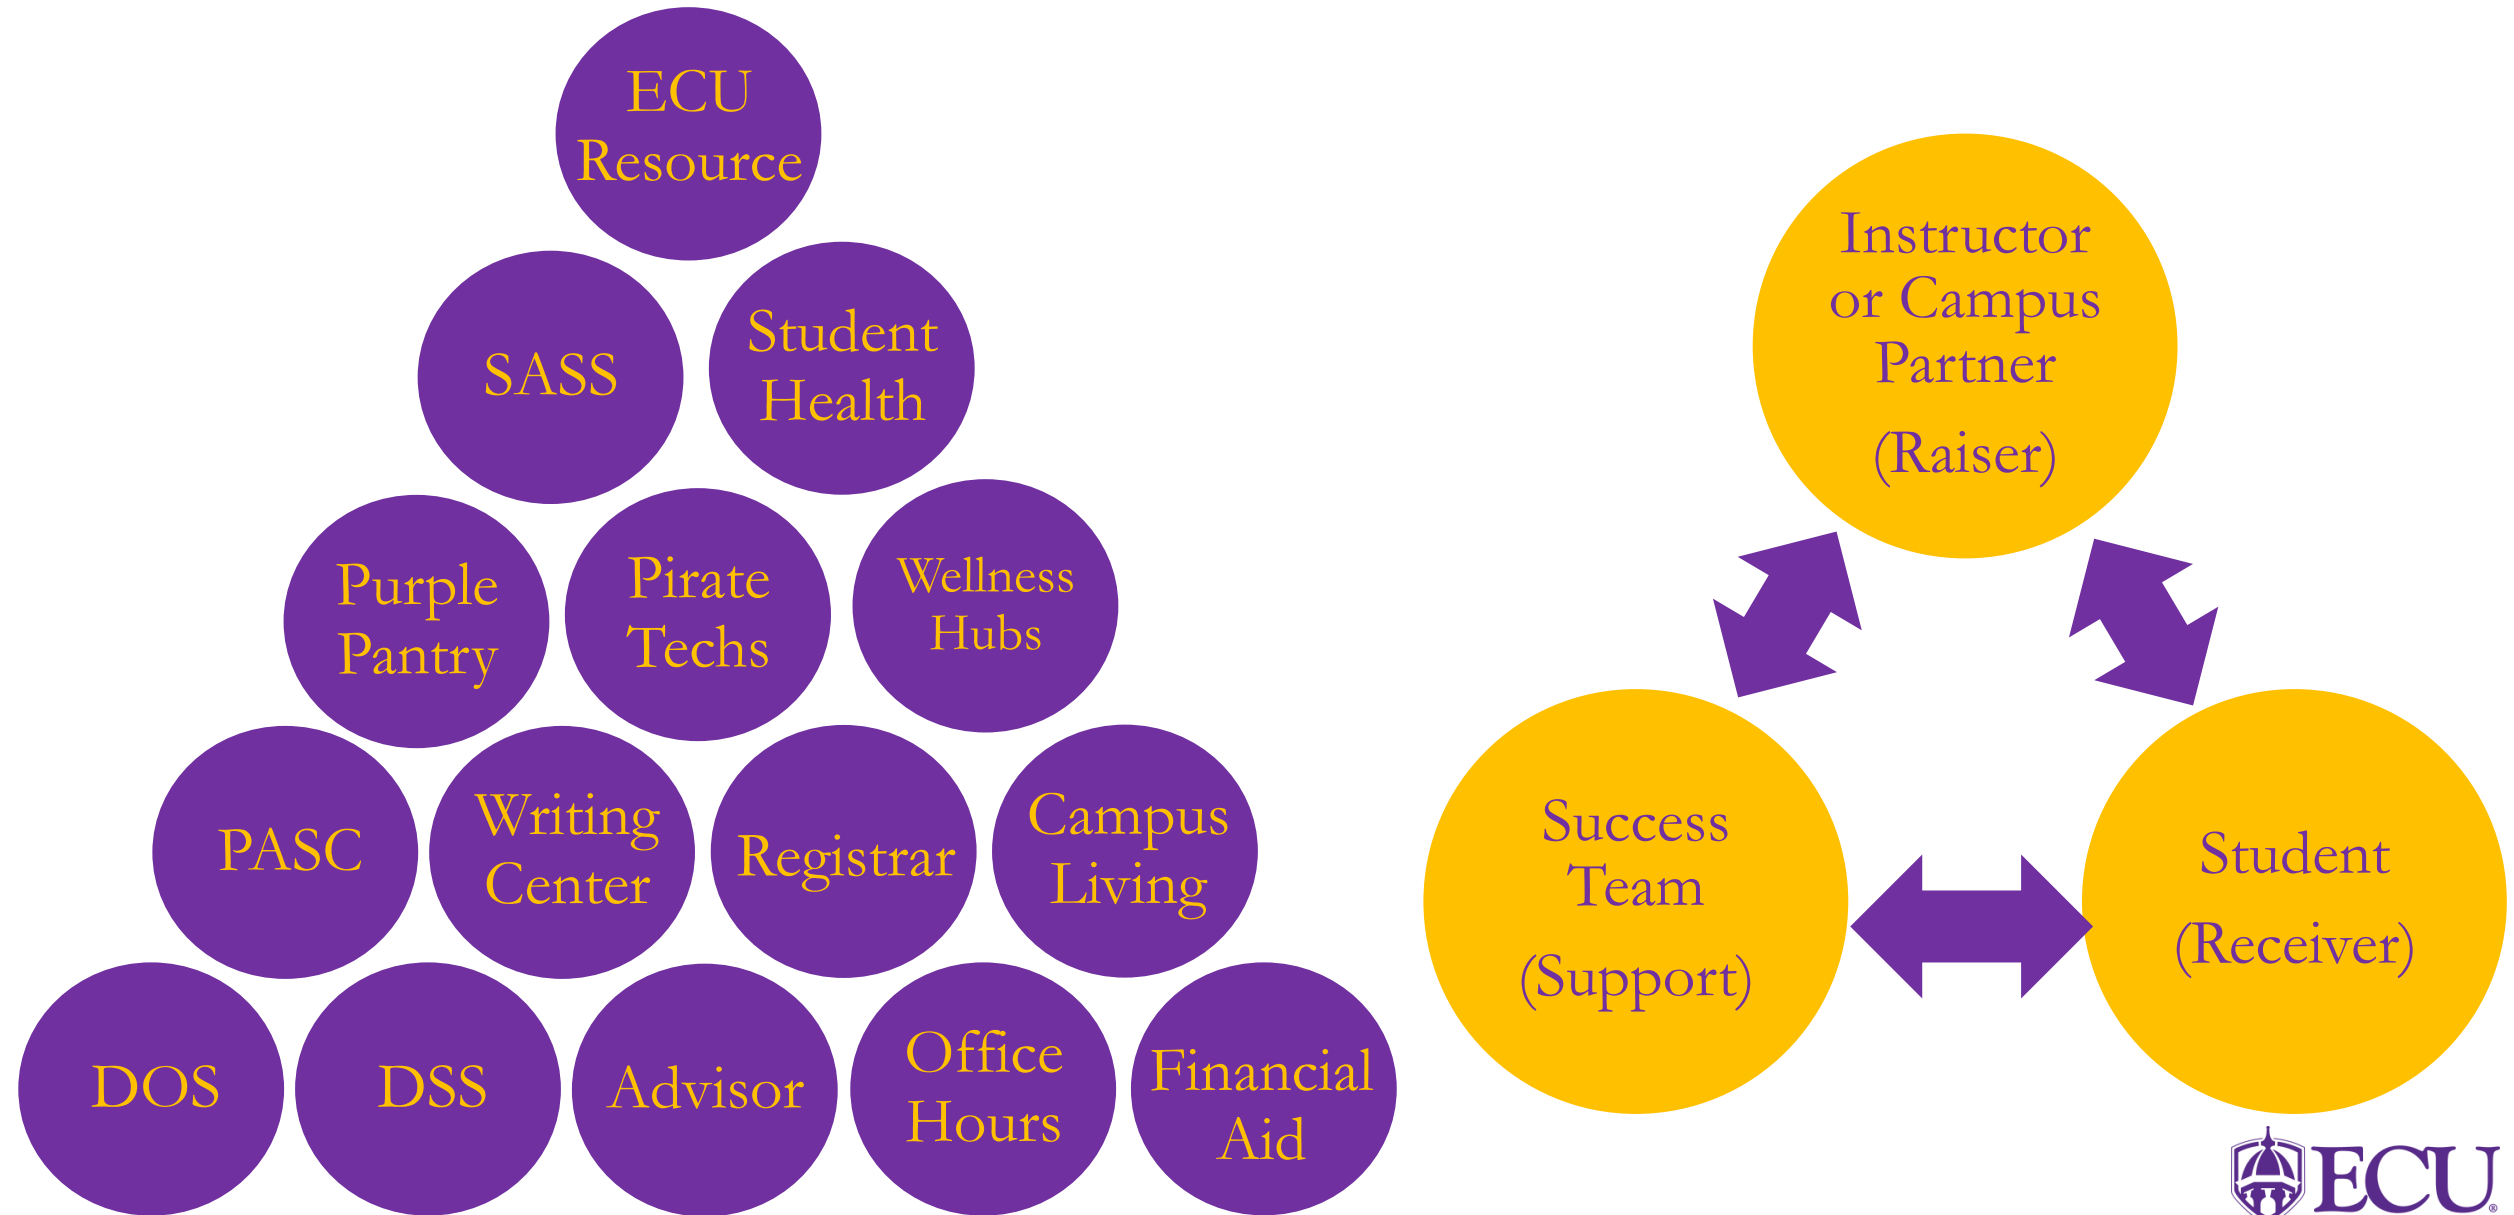 ECU
Resource
SASS
Student
Health
Puple
Pantry
Pirate
Techs
Wellness
Hubs
PASC
Writing
Center
Registrar
Campus
Living
DOS
DSS
Advisor
Office
Hours
Financial
Aid
Instructor
or Campus
Partner
(Raiser)
Success
Team
(Support)
Student
(Receiver)
ECU®